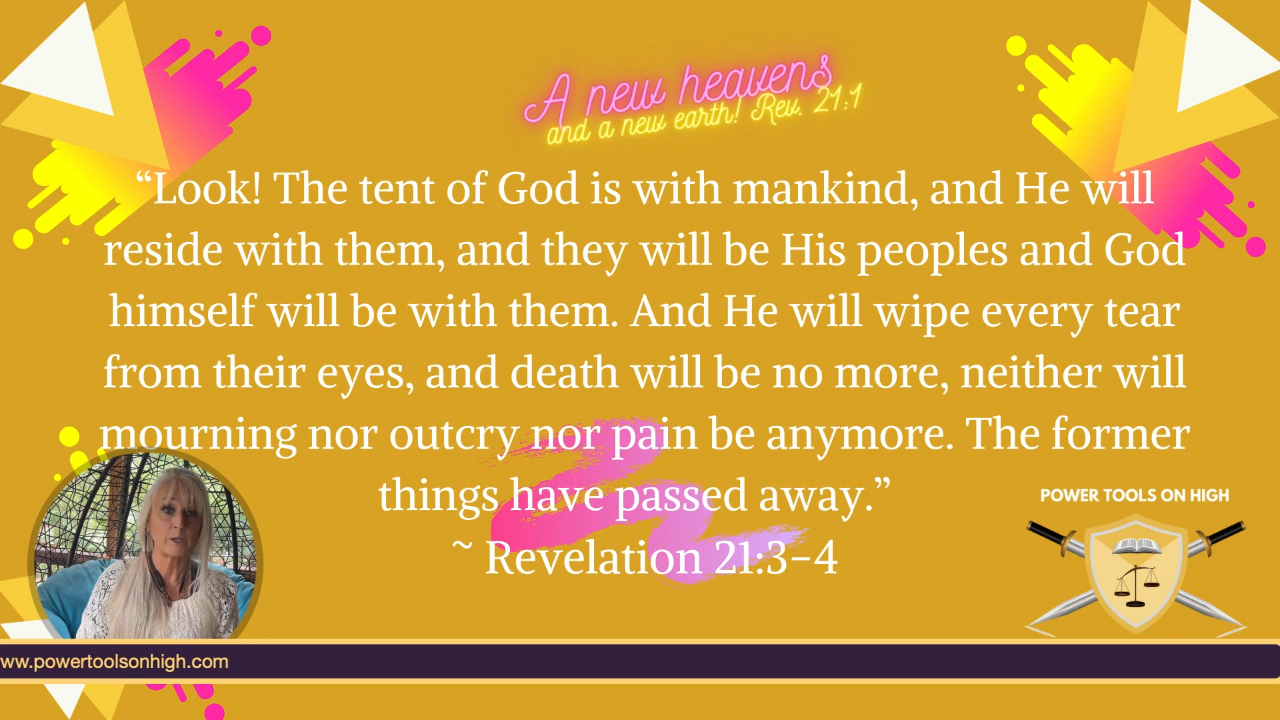 A new heavens
and a new earth! Rev. 21:1
“Look! The tent of God is with mankind, and He will
reside with them, and they will be His peoples and God
himself will be with them. And He will wipe every tear
from their eyes, and death will be no more, neither will
mourning nor outcry nor pain be anymore. The former
things have passed away.”
~ Revelation 21:3-4
POWER TOOLS ON HIGH
ww.powertoolsonhigh.com